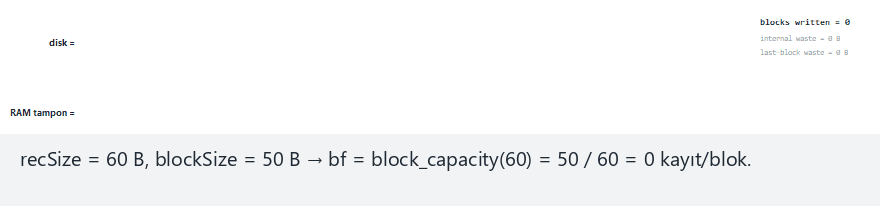 blocks written = 0
internal waste = 0 B
last-block waste = 0 B
disk =
RAM tampon =
recSize = 60 B, blockSize = 50 B → bf = block_capacity(60) = 50 / 60 = 0 kayıt/blok.